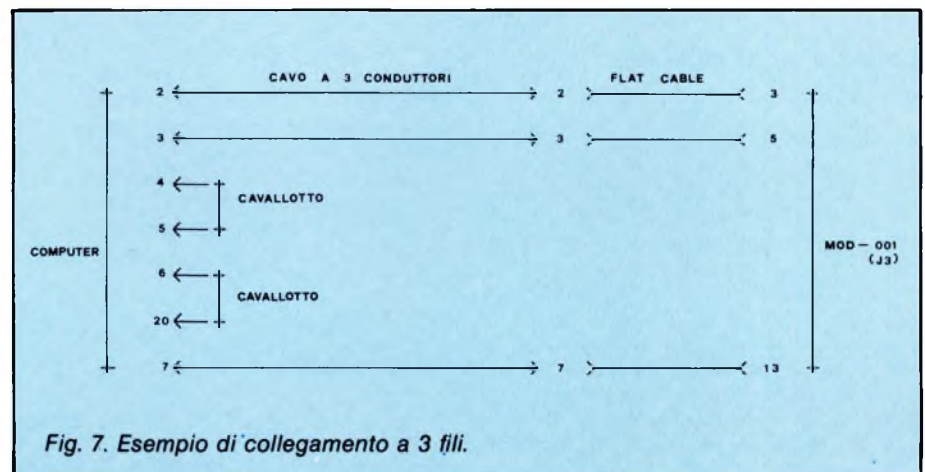 CAVO A 3 CONDUTTORI FLAT CABLE
2 2 3
3 3 5
4
CAVALLOTTO
5
COMPUTER MOD-001
(J3)
6
CAVALLOTTO
20
7 7 13
Fig. 7. Esempio di collegamento a 3 fili.